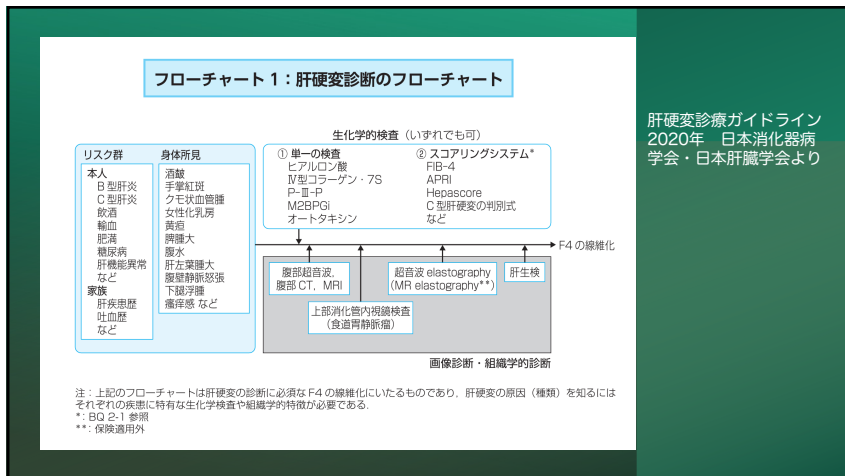 フローチャート 1：肝硬変診断のフローチャート
肝硬変診療ガイドライン
2020年　日本消化器病
学会・日本肝臓学会より
リスク群
本人
B 型肝炎
C 型肝炎
飲酒
輸血
肥満
糖尿病
肝機能異常
など
家族
肝疾患歴
吐血歴
など
身体所見
酒皶
手掌紅斑
クモ状血管腫
女性化乳房
黄疸
脾腫大
腹水
肝左葉腫大
腹壁静脈怒張
下腿浮腫
瘙痒感 など
生化学的検査（いずれでも可）
① 単一の検査
ヒアルロン酸
Ⅳ型コラーゲン・7S
P-Ⅲ-P
M2BPGi
オートタキシン
② スコアリングシステム*
FIB-4
APRI
Hepascore
C 型肝硬変の判別式
など
F4 の線維化
腹部超音波，
腹部 CT，MRI
超音波 elastography
(MR elastography**)
肝生検
上部消化管内視鏡検査
（食道胃静脈瘤）
画像診断・組織学的診断
注：上記のフローチャートは肝硬変の診断に必須な F4 の線維化にいたるものであり，肝硬変の原因（種類）を知るには
それぞれの疾患に特有な生化学検査や組織学的特徴が必要である．
*：BQ 2-1 参照
**：保険適用外